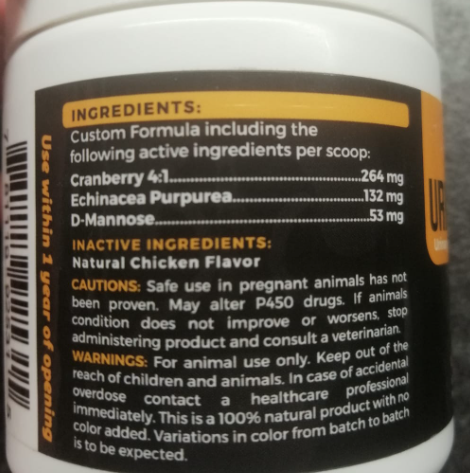 INGREDIENTS:
Custom Formula including the
following active ingredients per scoop:
Cranberry 4:1..........................................264 mg
Echinacea Purpurea............................132 mg
D-Mannose.............................................53 mg
INACTIVE INGREDIENTS:
Natural Chicken Flavor
CAUTIONS: Safe use in pregnant animals has not
been proven. May alter P450 drugs. If animals
condition does not improve or worsens, stop
administering product and consult a veterinarian.
WARNINGS: For animal use only. Keep out of the
reach of children and animals. In case of accidental
overdose contact a healthcare professional
immediately. This is a 100% natural product with no
color added. Variations in color from batch to batch
is to be expected.
Use within 1 year of opening